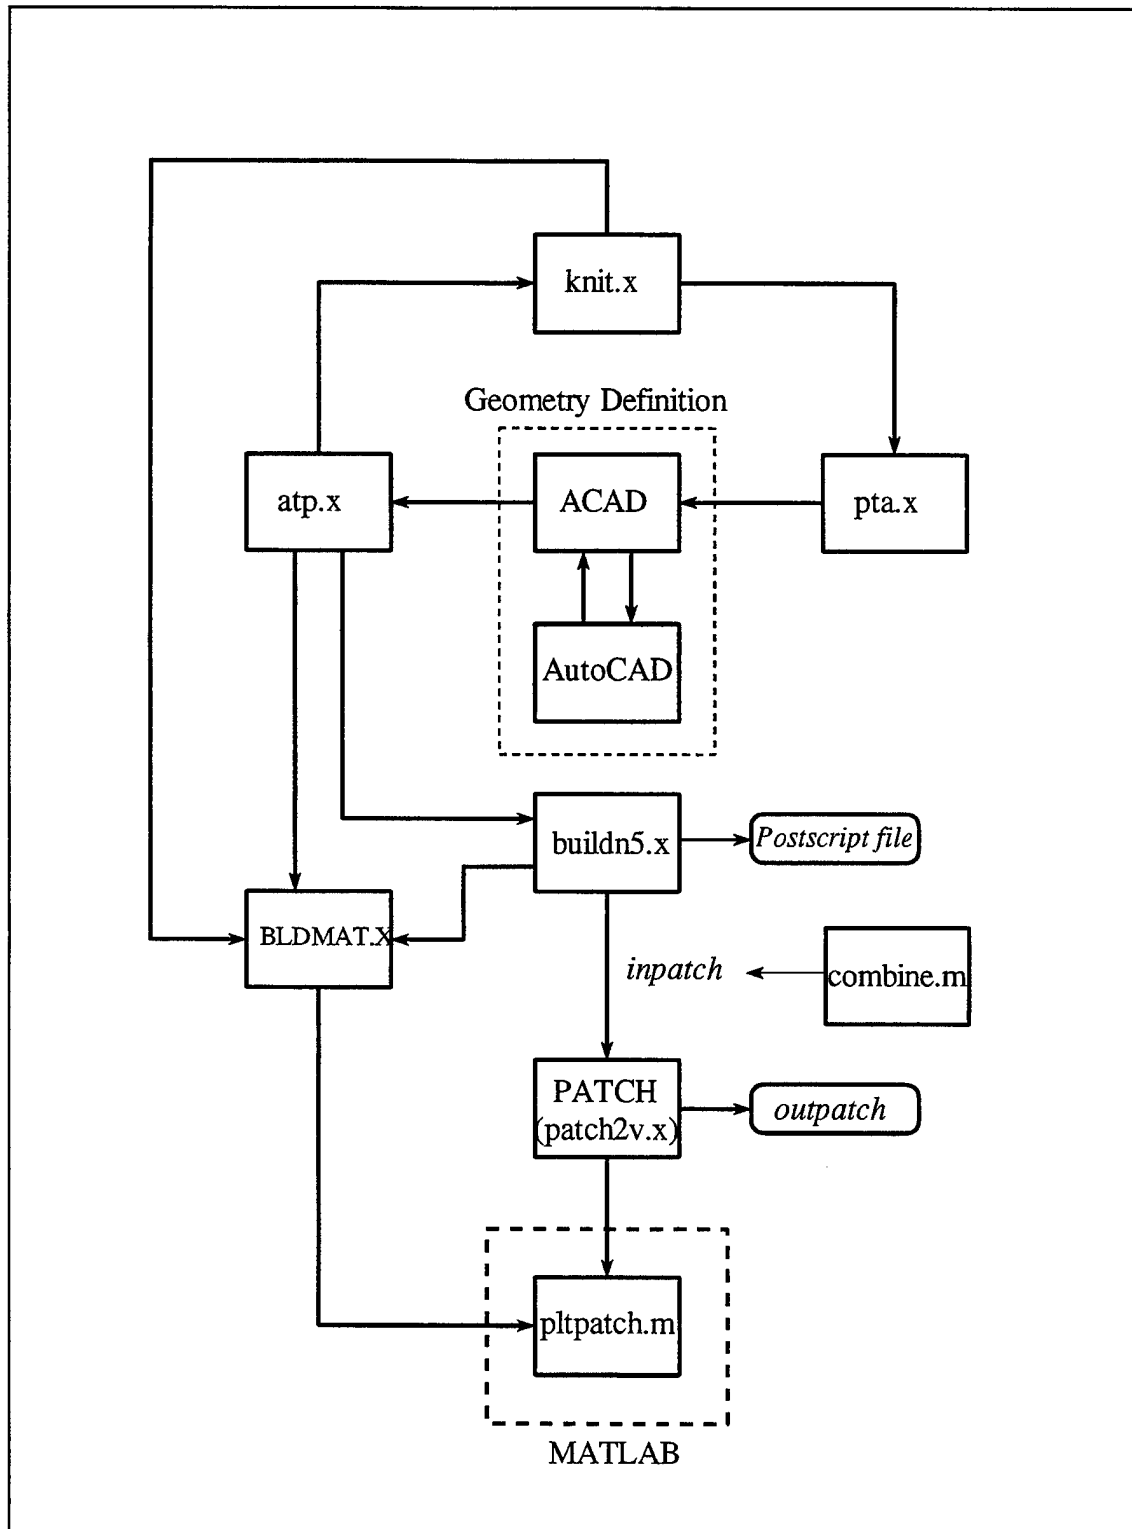 knit.x
Geometry Definition
atp.x
ACAD
pta.x
AutoCAD
buildn5.x
Postscript file
BLDMAT.X
inpatch
combine.m
PATCH
(patch2v.x)
outpatch
pltpatch.m
MATLAB